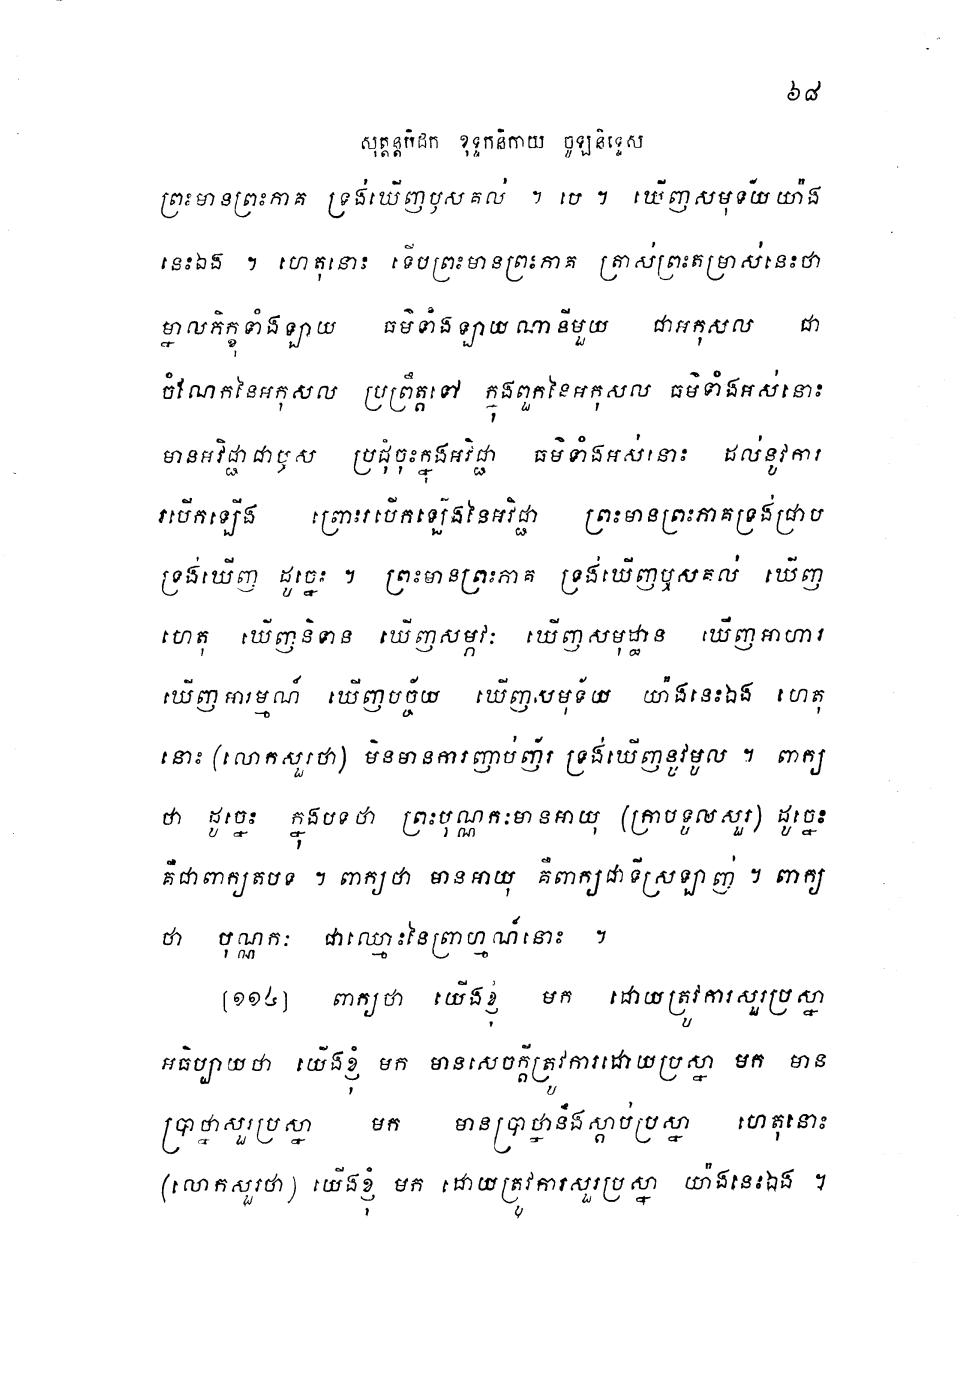 ៦៨
សុត្តន្តបិដក ខុទ្ទកនិកាយ ចូឡនិទ្ទេស
ព្រះមានព្រះភាគ ទ្រង់ឃើញឫសគល់ ។ បេ ។ ឃើញសមុទ័យយ៉ាង
នេះឯង ។ ហេតុនោះ ទើបព្រះមានព្រះភាគ ត្រាស់ព្រះតម្រាស់នេះថា
ម្នាលភិក្ខុទាំងឡាយ ធម៌ទាំងឡាយណានីមួយ ជាអកុសល ជា
ចំណែកនៃអកុសល ប្រព្រឹត្តទៅ ក្នុងពួកនៃអកុសល ធម៌ទាំងអស់នោះ
មានអវិជ្ជាជាឫស ប្រជុំចុះក្នុងអវិជ្ជា ធម៌ទាំងអស់នោះ ដល់នូវការ
របើកឡើង ព្រោះរបើកឡើងនៃអវិជ្ជា ព្រះមានព្រះភាគទ្រង់ជ្រាប
ទ្រង់ឃើញ ដូច្នេះ ។ ព្រះមានព្រះភាគ ទ្រង់ឃើញឫសគល់ ឃើញ
ហេតុ ឃើញនិទាន ឃើញសម្ភវៈ ឃើញសមុដ្ឋាន ឃើញអាហារ
ឃើញអារម្មណ៍ ឃើញបច្ច័យ ឃើញសមុទ័យ យ៉ាងនេះឯង ហេតុ
នោះ (លោកសួរថា) មិនមានការញាប់ញ័រ ទ្រង់ឃើញនូវមូល ។ ពាក្យ
ថា ដូច្នេះ ក្នុងបទថា ព្រះបុណ្ណកៈមានអាយុ (ក្រាបទូលសួរ) ដូច្នេះ
គឺជាពាក្យតបទ ។ ពាក្យថា មានអាយុ គឺពាក្យជាទីស្រឡាញ់ ។ ពាក្យ
ថា បុណ្ណកៈ ជាឈ្មោះនៃព្រាហ្មណ៍នោះ ។
[១១៤] ពាក្យថា យើងខ្ញុំ មក ដោយត្រូវការសួរប្រស្នា
អធិប្បាយថា យើងខ្ញុំ មក មានសេចក្តីត្រូវការដោយប្រស្នា មក មាន
ប្រាថ្នាសួរប្រស្នា មក មានប្រាថ្នានឹងស្តាប់ប្រស្នា ហេតុនោះ
(លោកសួរថា) យើងខ្ញុំ មក ដោយត្រូវការសួរប្រស្នា យ៉ាងនេះឯង ។